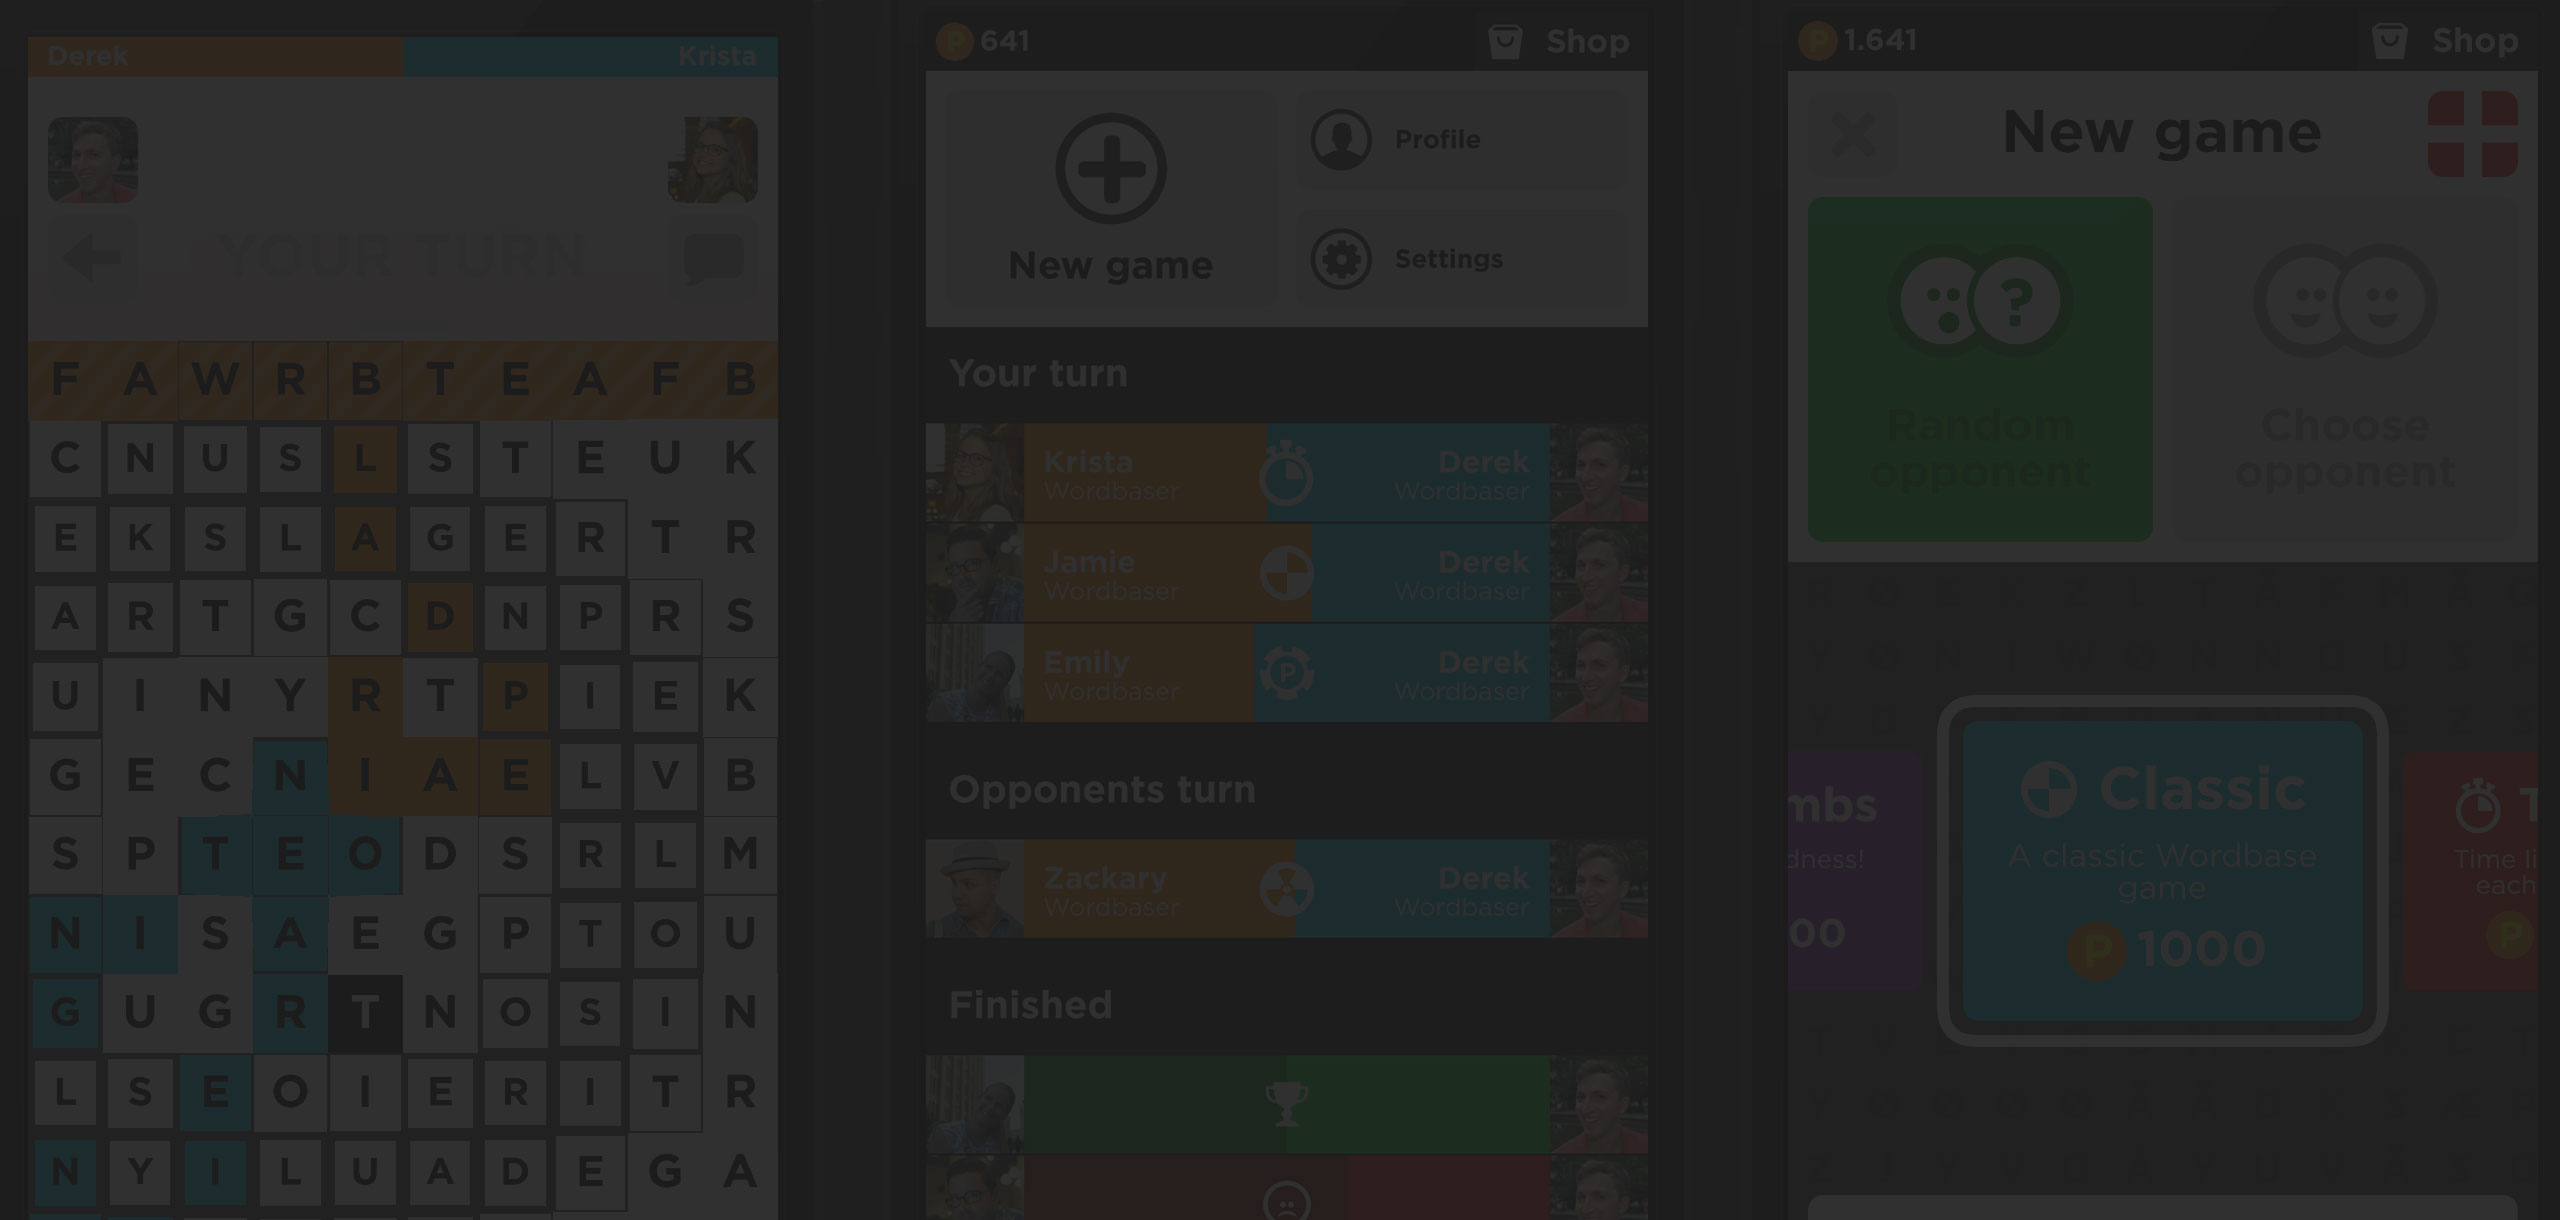 Derek Krista
YOUR TURN
F A W R B T E A F B
C N U S L S T E U K
E K S L A G E R T R
A R T G C D N P R S
U I N Y R T P I E K
G E C N I A E L V B
S P T E O D S R L M
N I S A E G P T O U
G U G R T N O S I N
L S E O I E R I T R
N Y I L U A D E G A
P 641 Shop
New game
Profile
Settings
Your turn
Krista Derek
Wordbaser Wordbaser
Jamie Derek
Wordbaser Wordbaser
Emily P Derek
Wordbaser Wordbaser
Opponents turn
Zackary Derek
Wordbaser Wordbaser
Finished
P 1.641 Shop
New game
?
Random
opponent
Choose
opponent
mbs
dness!
00
Classic
A classic Wordbase
game
P 1000
T
Time li
each
P